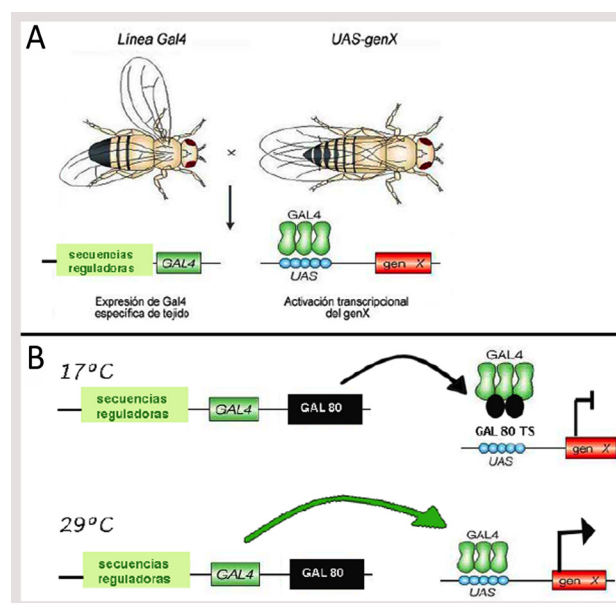 A
Línea Gal4
UAS-genX
x
GAL4
secuencias
reguladoras
GAL4
UAS
gen X
Expresión de Gal4
específica de tejido
Activación transcripcional
del genX
B
17ºC
GAL4
secuencias
reguladoras
GAL4
GAL 80
GAL 80 TS
UAS
gen X
29ºC
GAL4
secuencias
reguladoras
GAL4
GAL 80
UAS
gen X